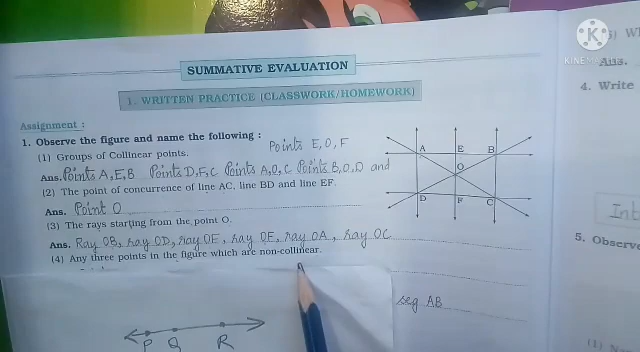 K
KINEMASTER
SUMMATIVE EVALUATION
1. WRITTEN PRACTICE (CLASSWORK/HOMEWORK)
Assignment :
1. Observe the figure and name the following :
(1) Groups of Collinear points.
Points E, O, F
Ans. Points A, E, B Points D, F, C Points A, O, C Points B, O, D and
(2) The point of concurrence of line AC, line BD and line EF.
Ans. Point O
(3) The rays starting from the point O.
Ans. Ray OB, ray OD, ray OE, ray OF, ray OA, ray OC
(4) Any three points in the figure which are non-collinear.
seg AB
P Q R
A E B
O
D F C
Ans.
4. Write
Int
5. Observe